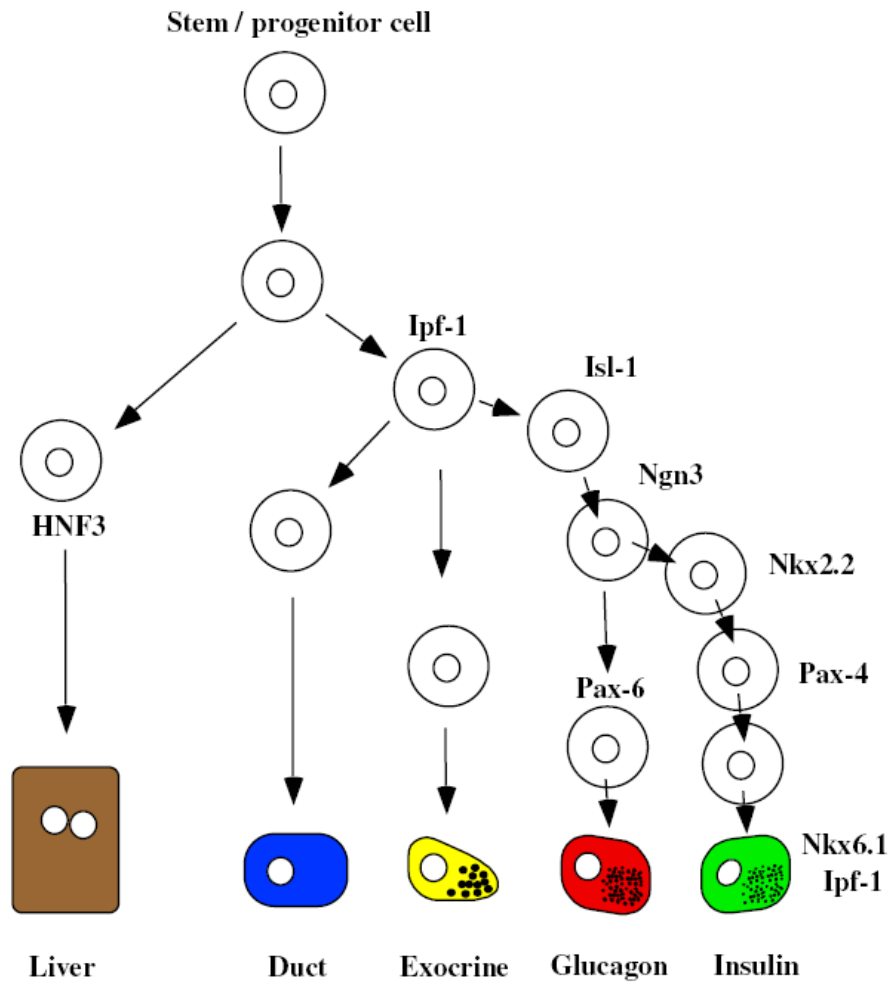 Stem / progenitor cell
Ipf-1
Isl-1
Ngn3
HNF3
Nkx2.2
Pax-4
Pax-6
Nkx6.1
Ipf-1
Liver
Duct
Exocrine
Glucagon
Insulin